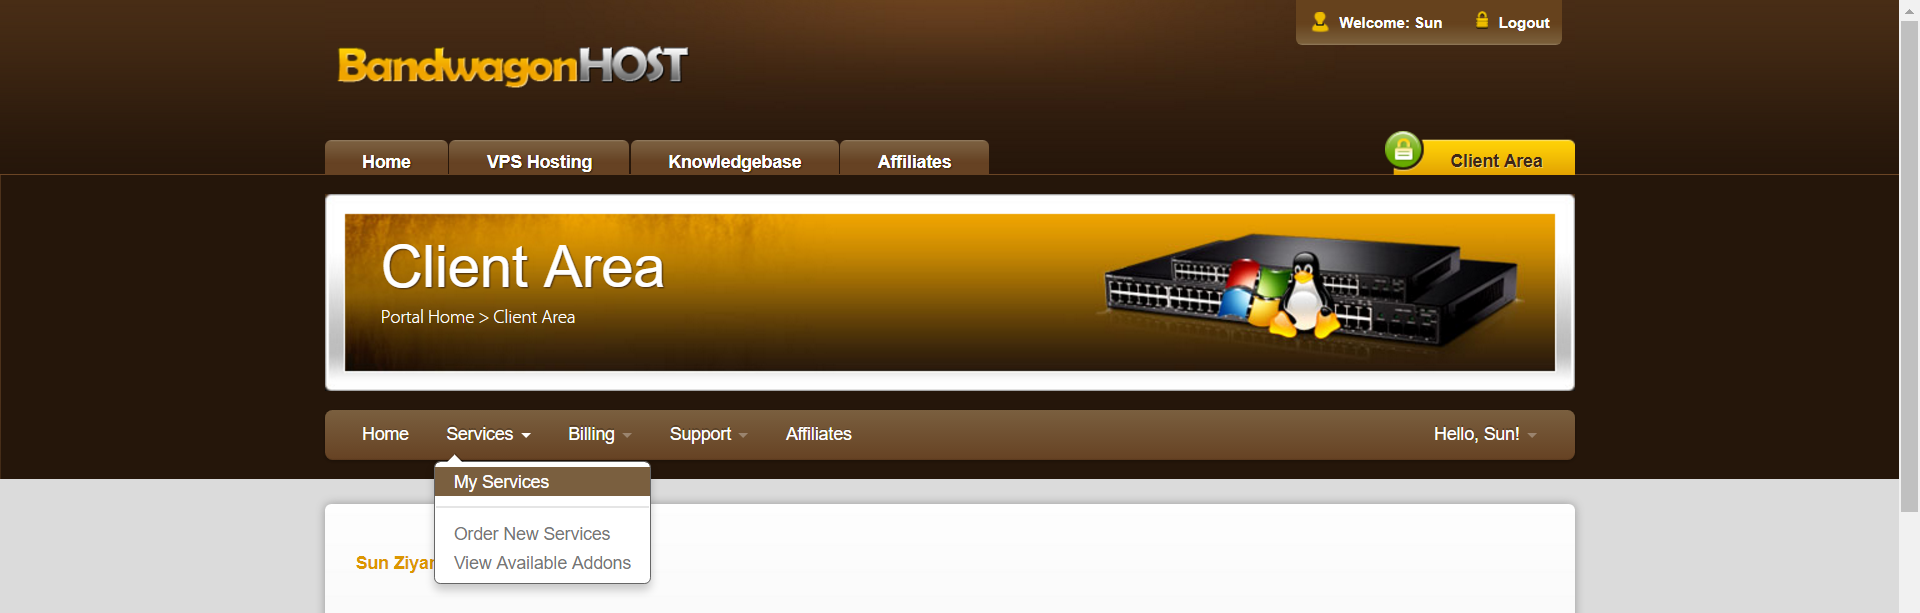 Welcome: Sun
Logout
BandwagonHOST
Home
VPS Hosting
Knowledgebase
Affiliates
Client Area
Client Area
Portal Home > Client Area
Home
Services
Billing
Support
Affiliates
Hello, Sun!
My Services
Order New Services
View Available Addons
Sun